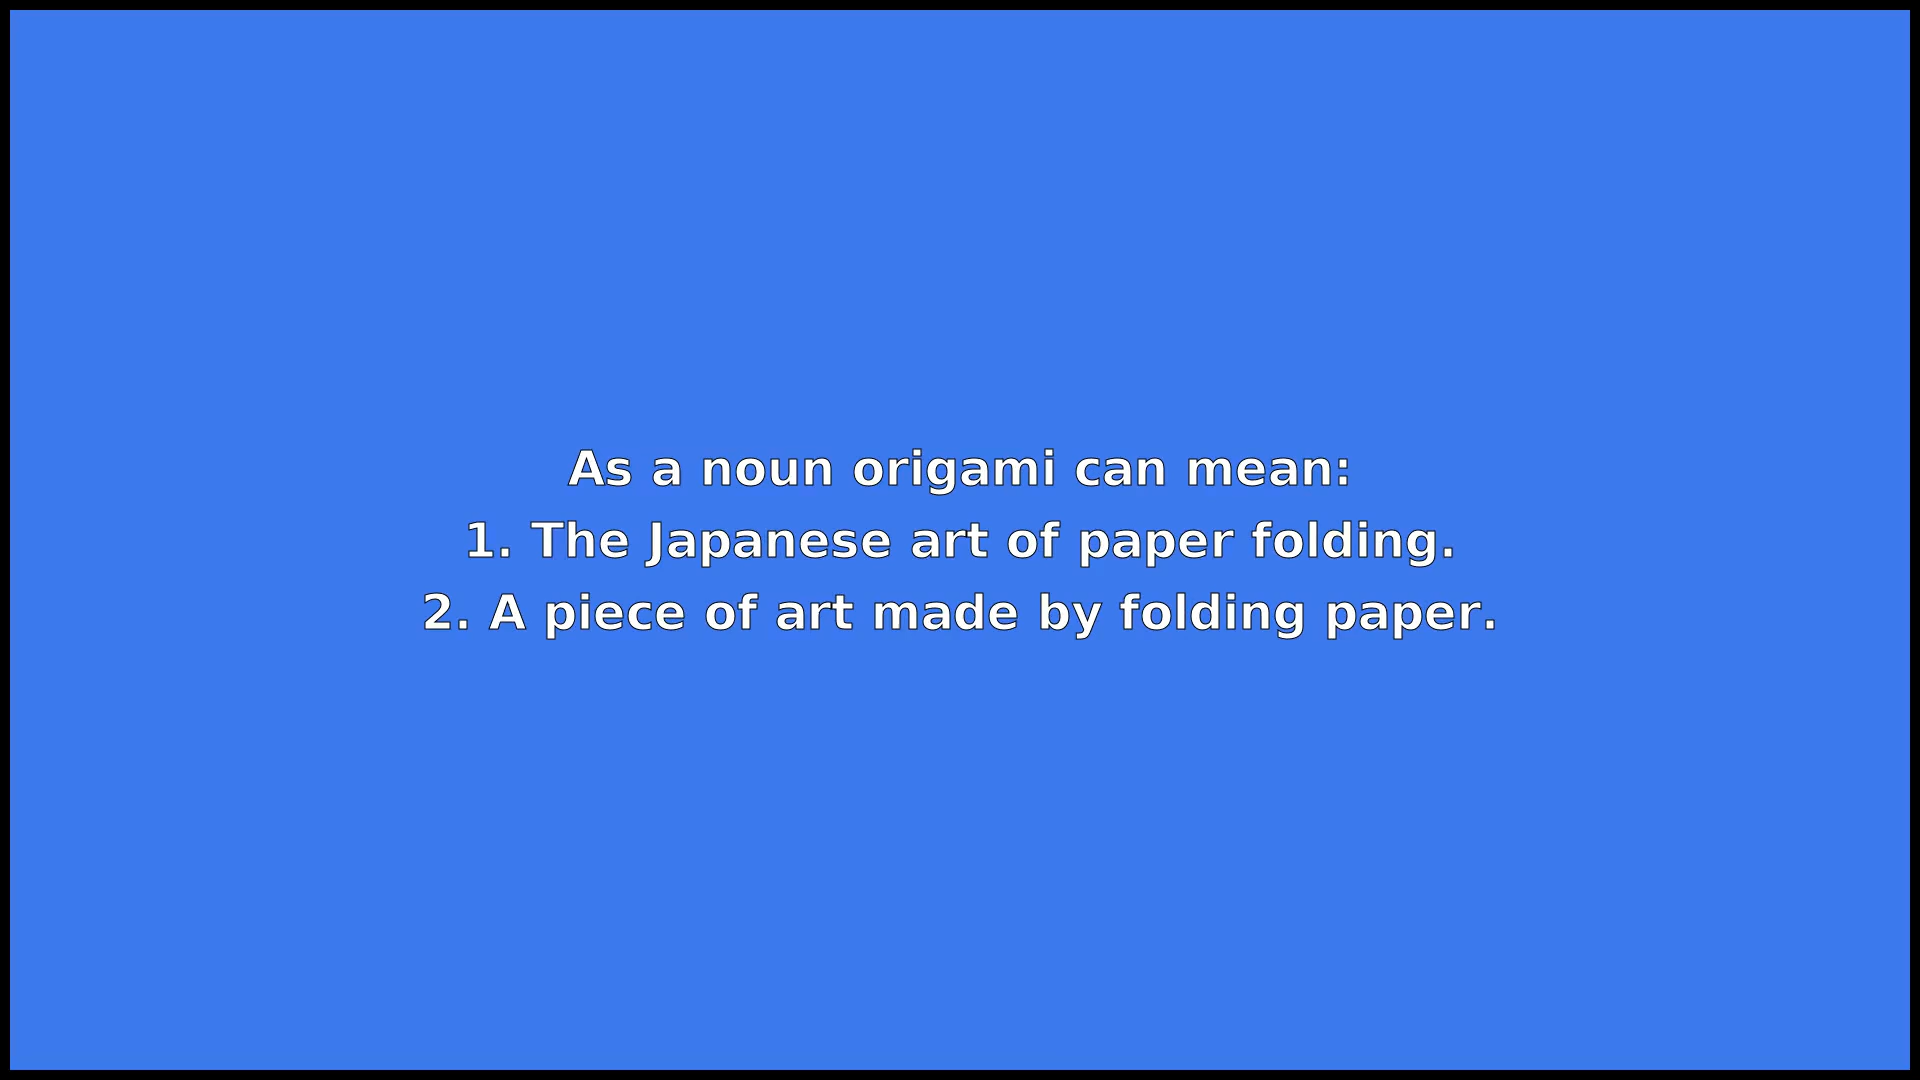 As a noun origami can mean:
1. The Japanese art of paper folding.
2. A piece of art made by folding paper.